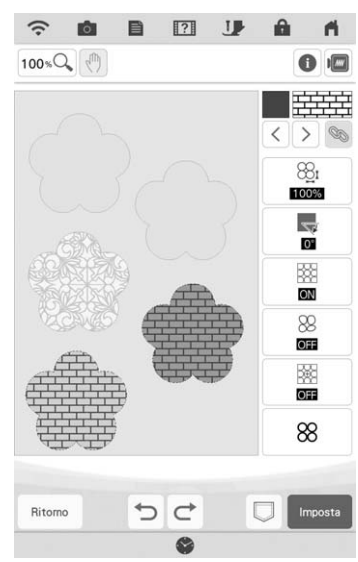 100%
100%
0°
ON
OFF
OFF
Ritorno
Imposta